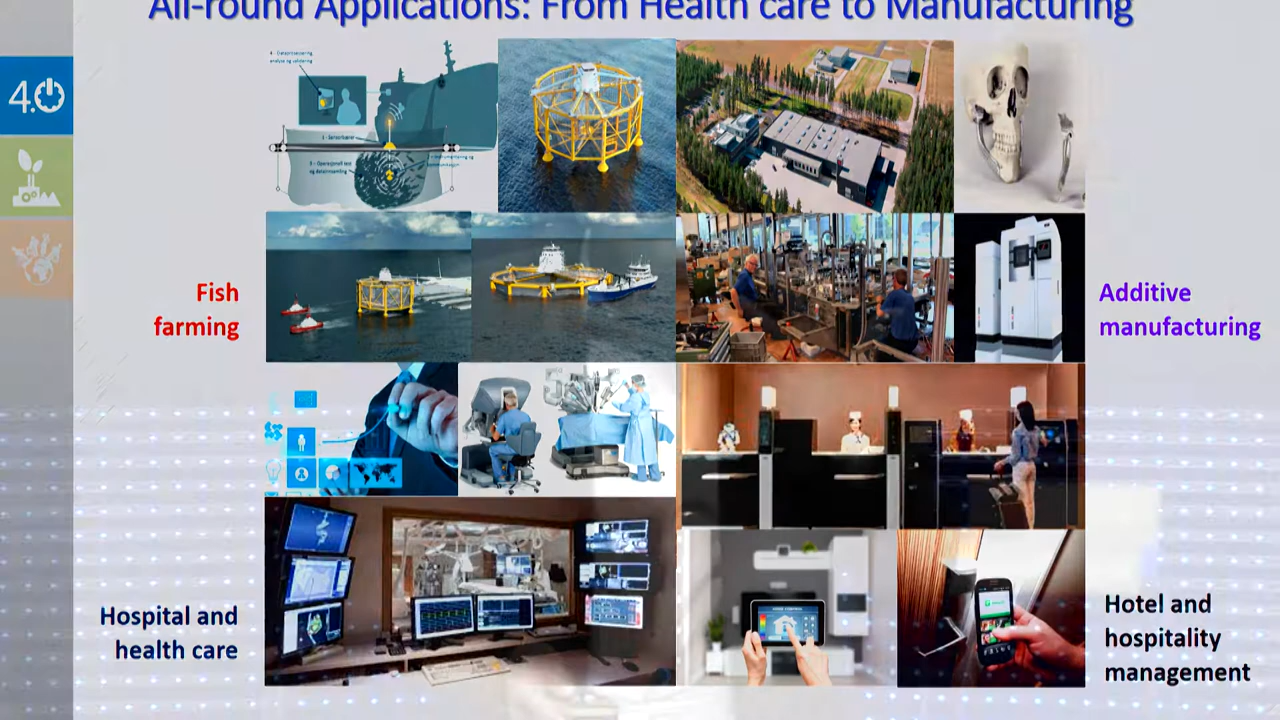 All-round Applications: From Health care to Manufacturing
4.0
Fish
farming
Additive
manufacturing
Hospital and
health care
Hotel and
hospitality
management